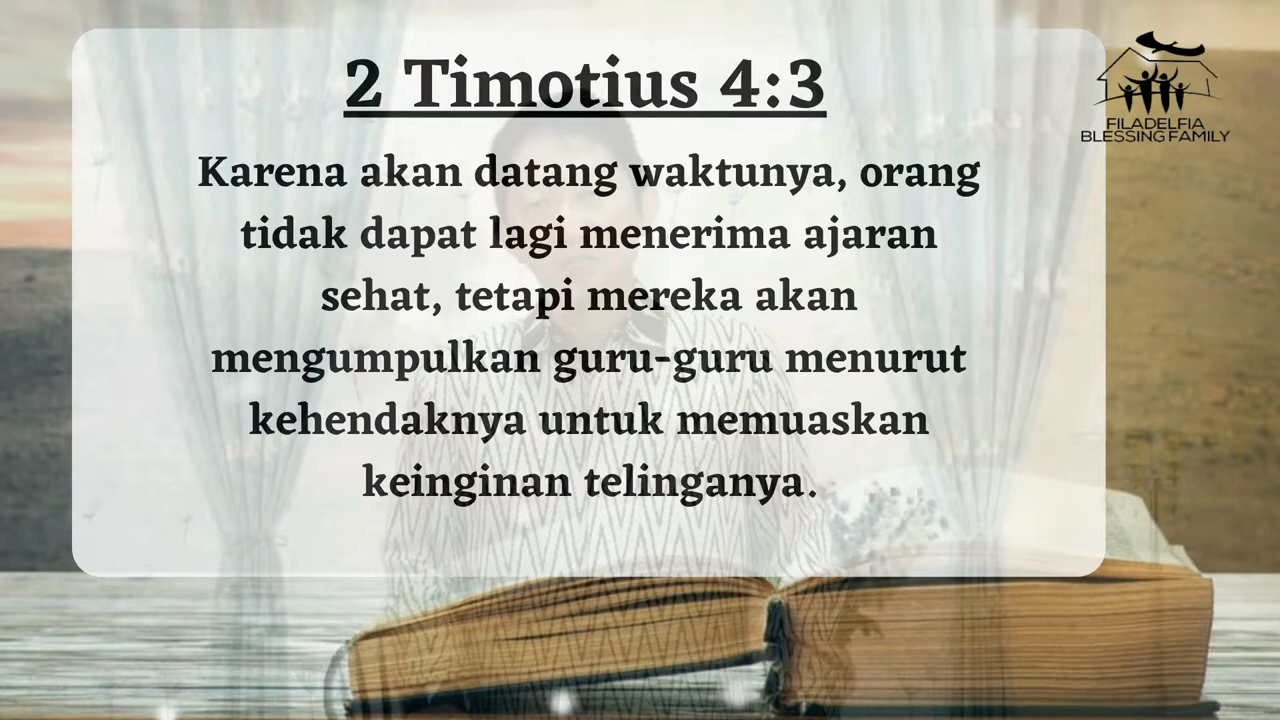 2 Timotius 4:3
FILADELFIA
BLESSING FAMILY
Karena akan datang waktunya, orang
tidak dapat lagi menerima ajaran
sehat, tetapi mereka akan
mengumpulkan guru-guru menurut
kehendaknya untuk memuaskan
keinginan telinganya.